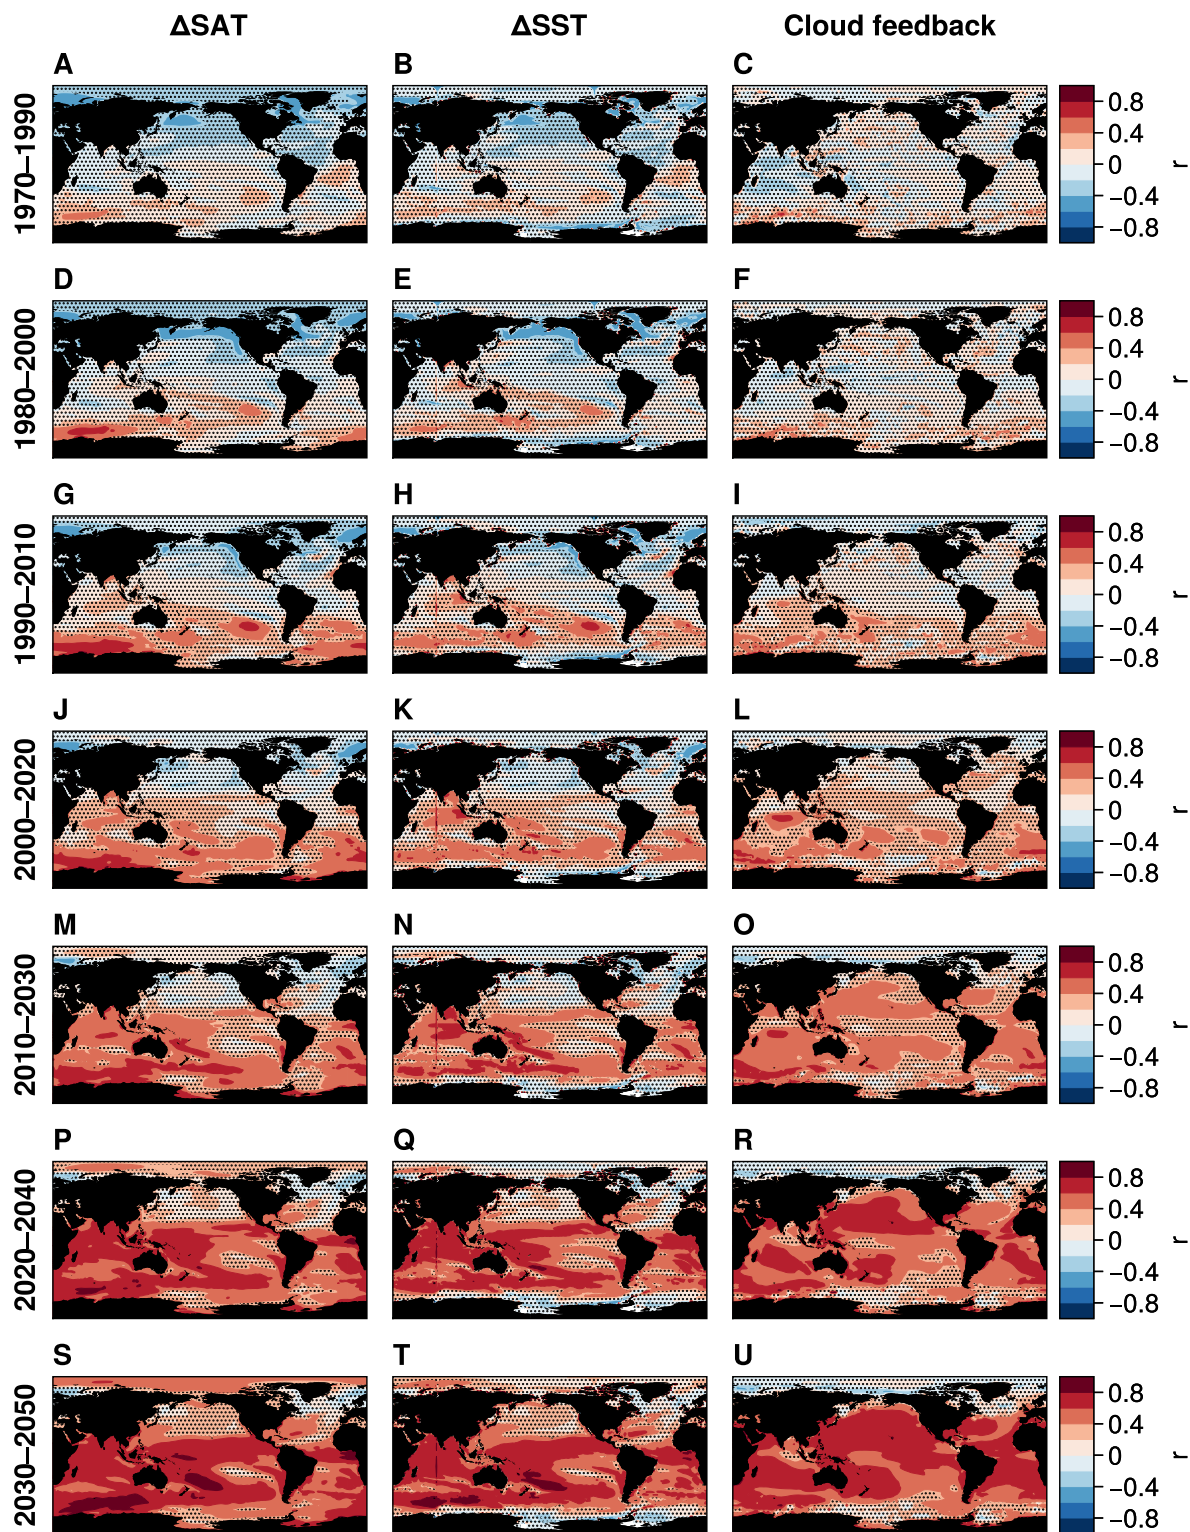 ΔSAT ΔSST Cloud feedback
A B C
1970–1990
0.8
0.4
0
−0.4
−0.8
r
D E F
1980–2000
0.8
0.4
0
−0.4
−0.8
r
G H I
1990–2010
0.8
0.4
0
−0.4
−0.8
r
J K L
2000–2020
0.8
0.4
0
−0.4
−0.8
r
M N O
2010–2030
0.8
0.4
0
−0.4
−0.8
r
P Q R
2020–2040
0.8
0.4
0
−0.4
−0.8
r
S T U
2030–2050
0.8
0.4
0
−0.4
−0.8
r